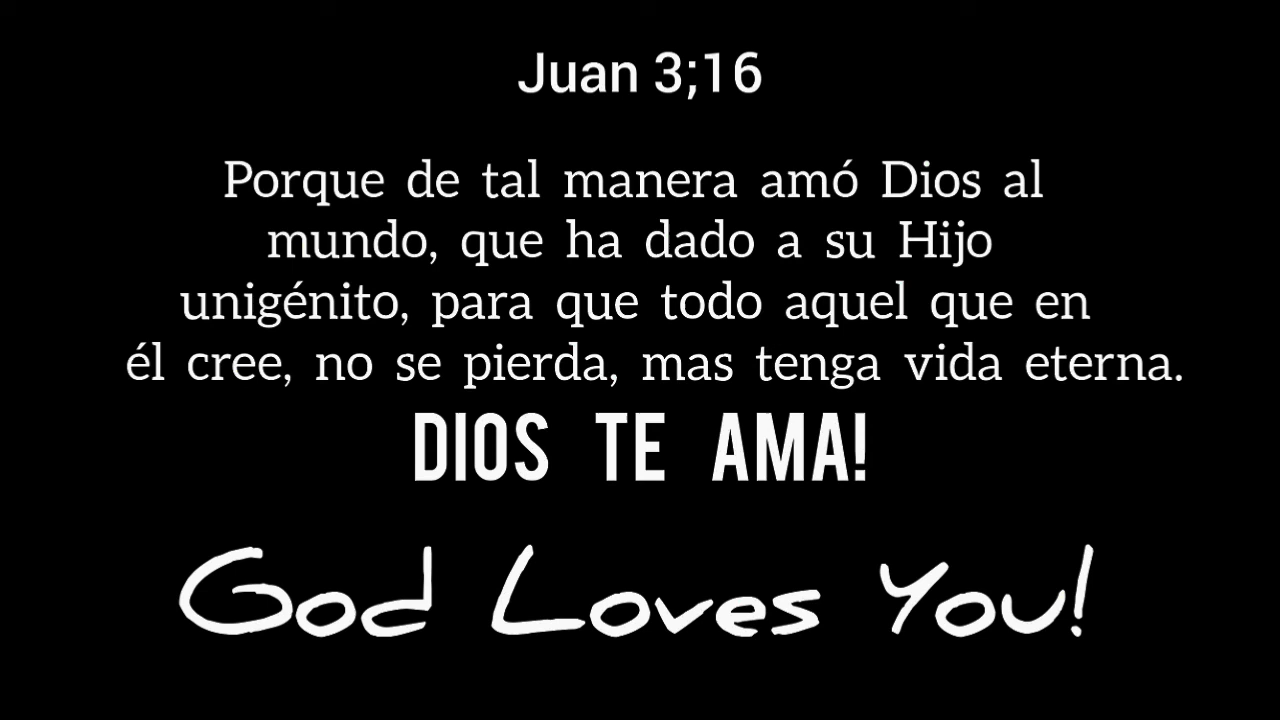 Juan 3;16
Porque de tal manera amó Dios al
mundo, que ha dado a su Hijo
unigénito, para que todo aquel que en
él cree, no se pierda, mas tenga vida eterna.
DIOS TE AMA!
God Loves You!